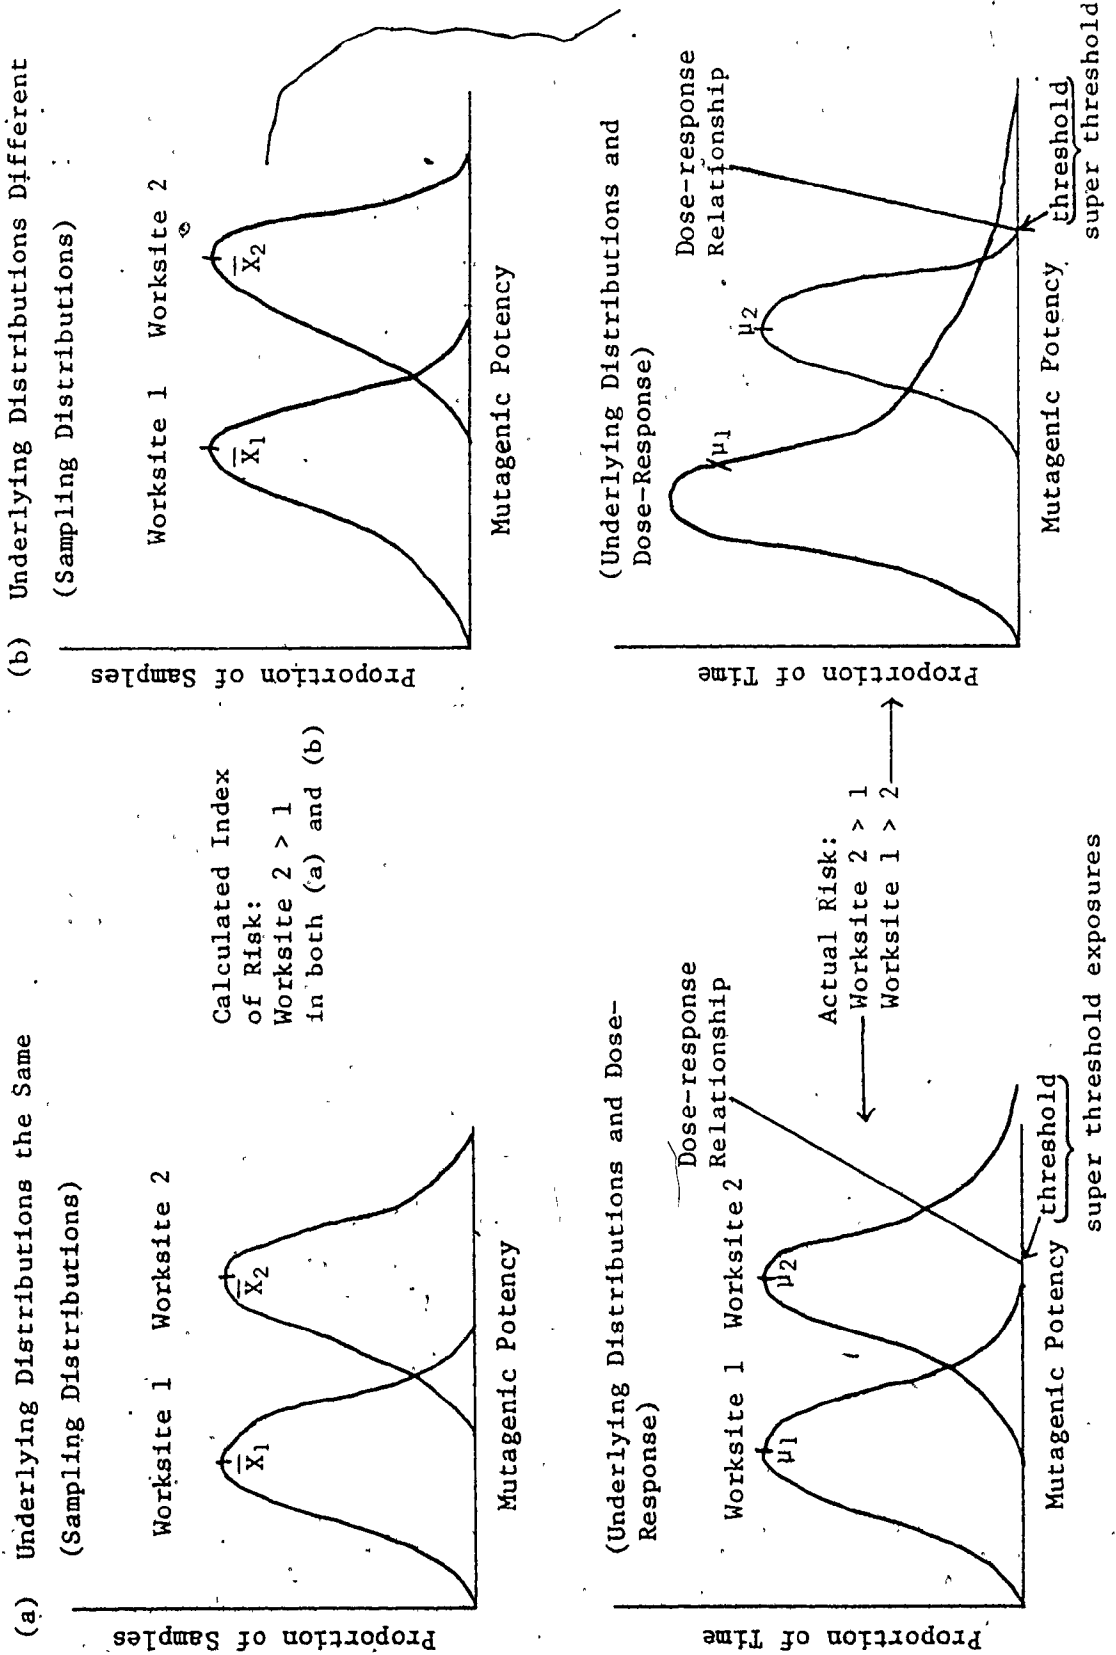 (a) Underlying Distributions the Same
(Sampling Distributions)
Proportion of Samples
Worksite 1 Worksite 2
X̄1
X̄2
Mutagenic Potency
(b) Underlying Distributions Different
(Sampling Distributions)
Proportion of Samples
Worksite 1 Worksite 2
X̄1
X̄2
Mutagenic Potency
Calculated Index
of Risk:
Worksite 2 > 1
in both (a) and (b)
(Underlying Distributions and Dose-
Response)
Proportion of Time
Worksite 1 Worksite 2
Dose-response
Relationship
μ1
μ2
Mutagenic Potency
threshold
super threshold exposures
Actual Risk:
Worksite 2 > 1
Worksite 1 > 2
(Underlying Distributions and
Dose-Response)
Proportion of Time
Dose-response
Relationship
μ1
μ2
Mutagenic Potency
threshold
super threshold